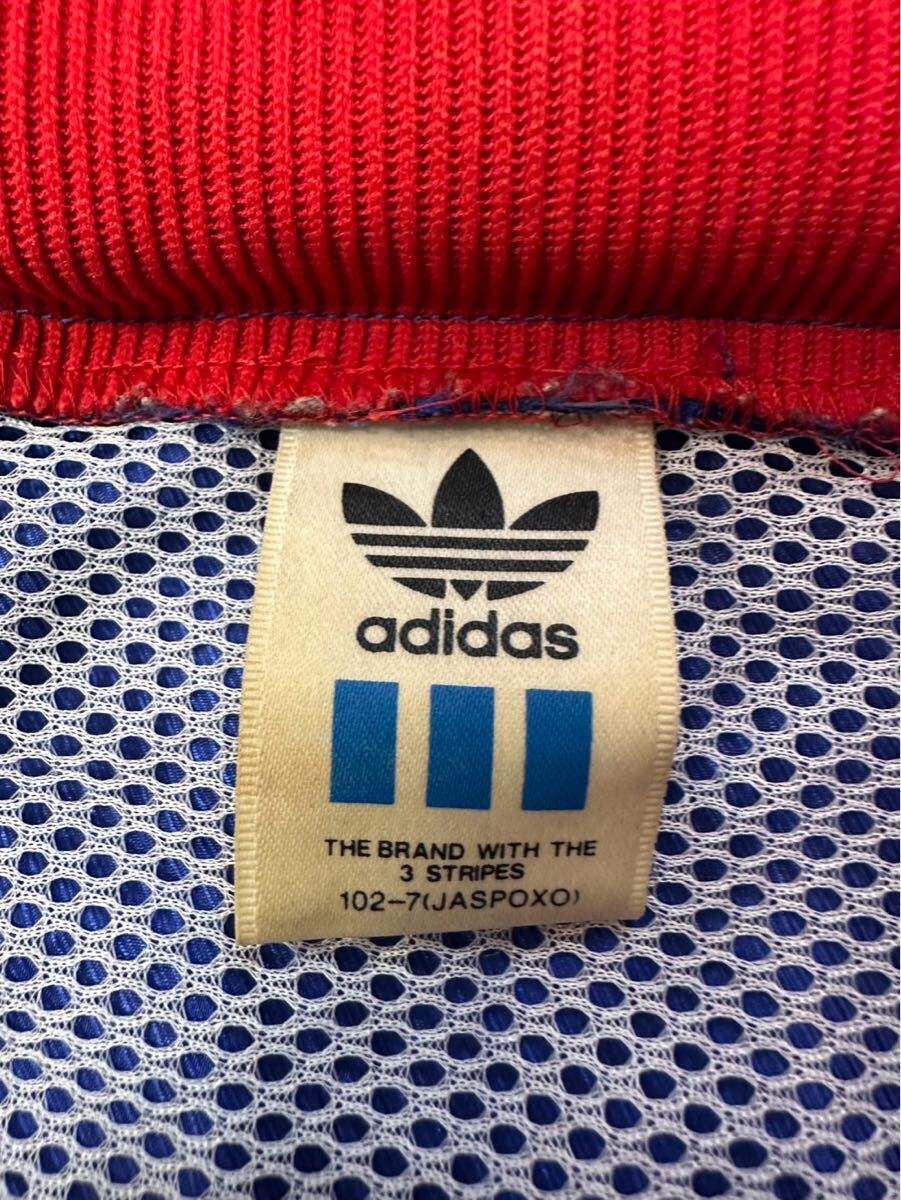 adidas
THE BRAND WITH THE
3 STRIPES
102-7(JASPOXO)